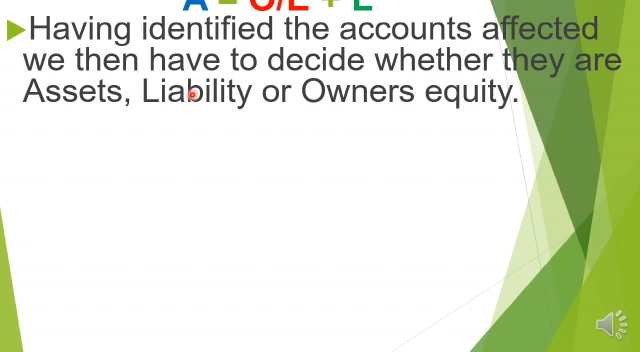 A = O/E + L
Having identified the accounts affected
we then have to decide whether they are
Assets, Liability or Owners equity.